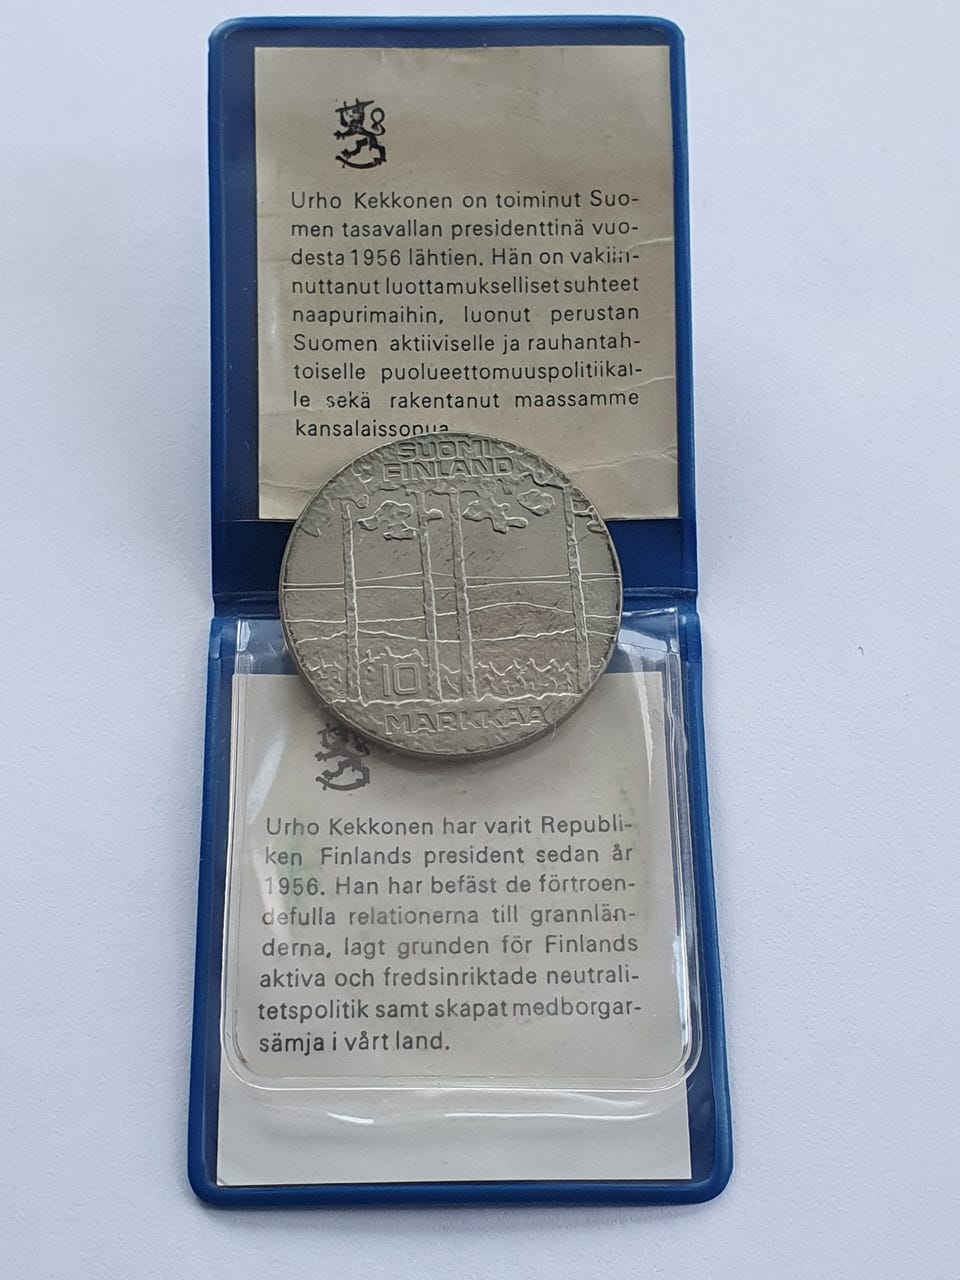 Urho Kekkonen on toiminut Suo-
men tasavallan presidenttinä vuo-
desta 1956 lähtien. Hän on vakiin-
nuttanut luottamukselliset suhteet
naapurimaihin, luonut perustan
Suomen aktiiviselle ja rauhantah-
toiselle puolueettomuuspolitiikal-
le sekä rakentanut maassamme
kansalaissopua
SUOMI
FINLAND
10
MARKKAA
Urho Kekkonen har varit Republi-
ken Finlands president sedan år
1956. Han har befäst de förtroen-
defulla relationerna till grannlän-
derna, lagt grunden för Finlands
aktiva och fredsinriktade neutrali-
tetspolitik samt skapat medborgar-
sämja i vårt land.